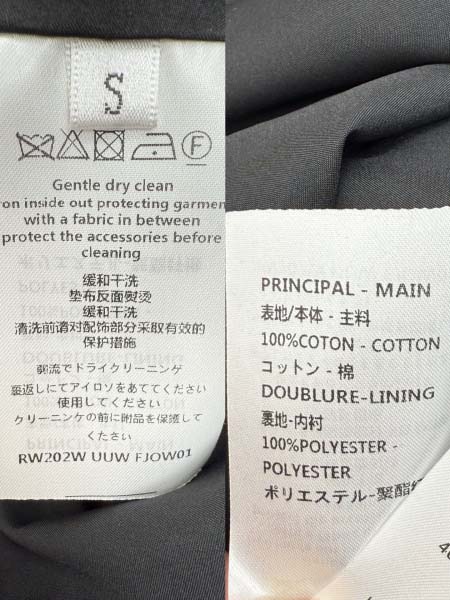 S
F
Gentle dry clean
on inside out protecting garmen
with a fabric in between
protect the accessories before
cleaning
缓和干洗
垫布反面熨烫
缓和干洗
清洗前请对配饰部分采取有效的
保护措施
弱流でドライクリーニンゲ
裏返しにてアイロソをあててください
使用してください
クリーニンケの前に附品を保護して
ください
RW202W UUW FJOW01
PRINCIPAL - MAIN
表地/本体 - 主料
100%COTON - COTTON
コットン - 棉
DOUBLURE-LINING
裏地-内衬
100%POLYESTER -
POLYESTER
ポリエステル-聚酯